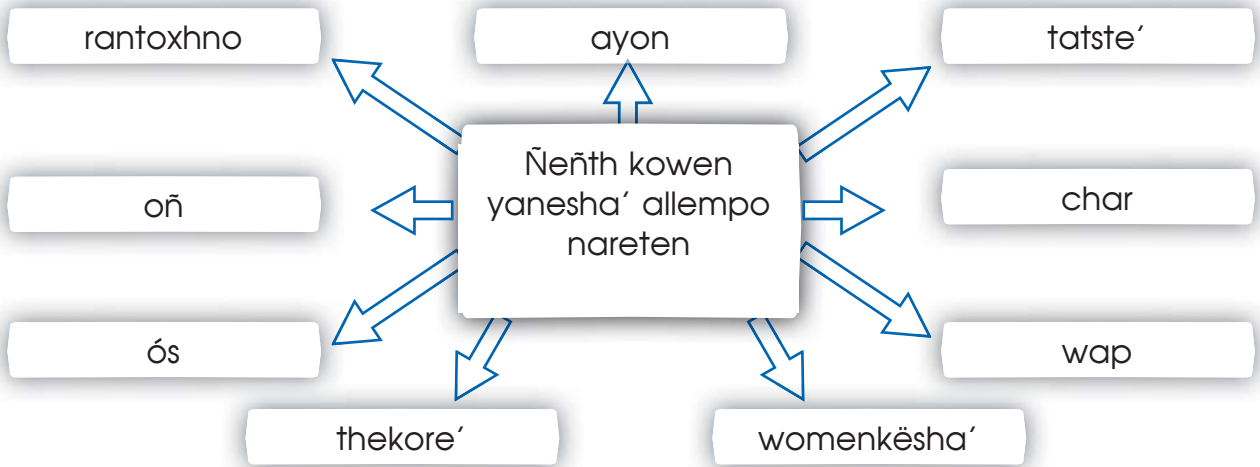 rantoxhno
ayon
tatste´
Ñeñth kowen
yanesha´ allempo
nareten
oñ
char
ós
wap
thekore´
womenkësha´